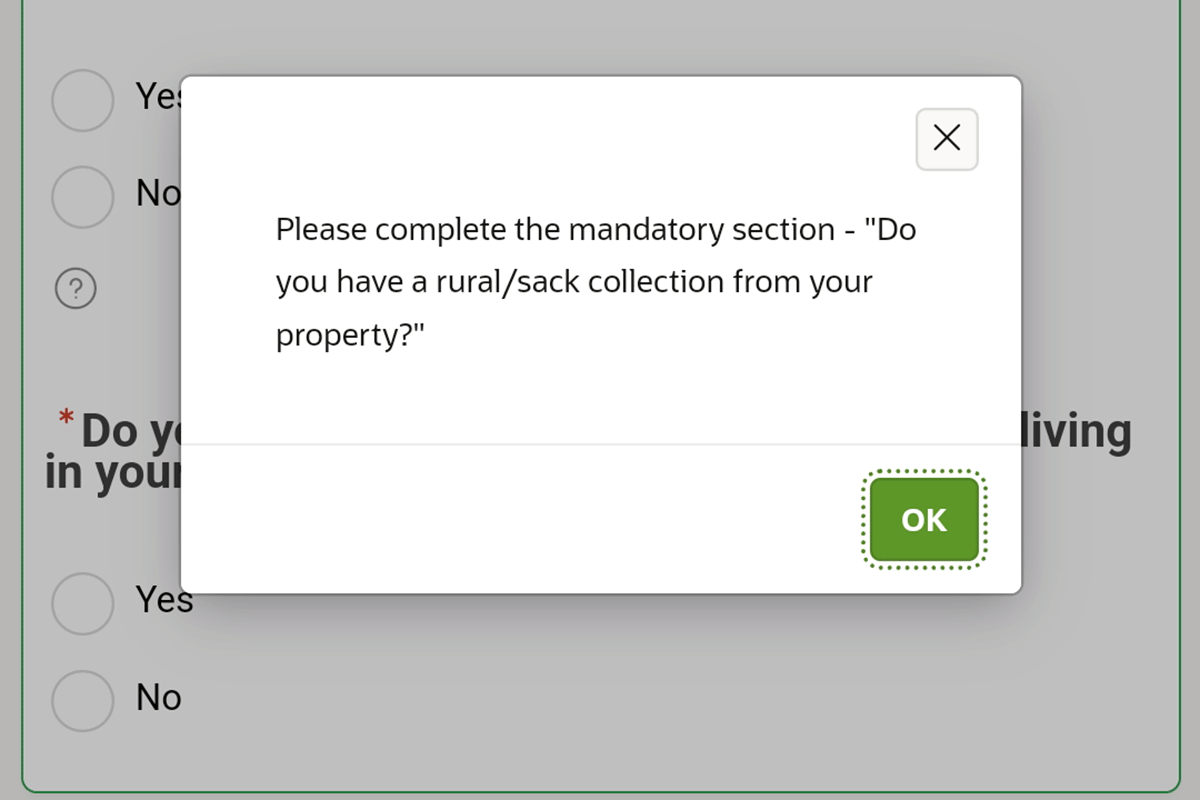 Yes
No
Please complete the mandatory section - "Do
you have a rural/sack collection from your
property?"
?
* Do living
in your
OK
Yes
No